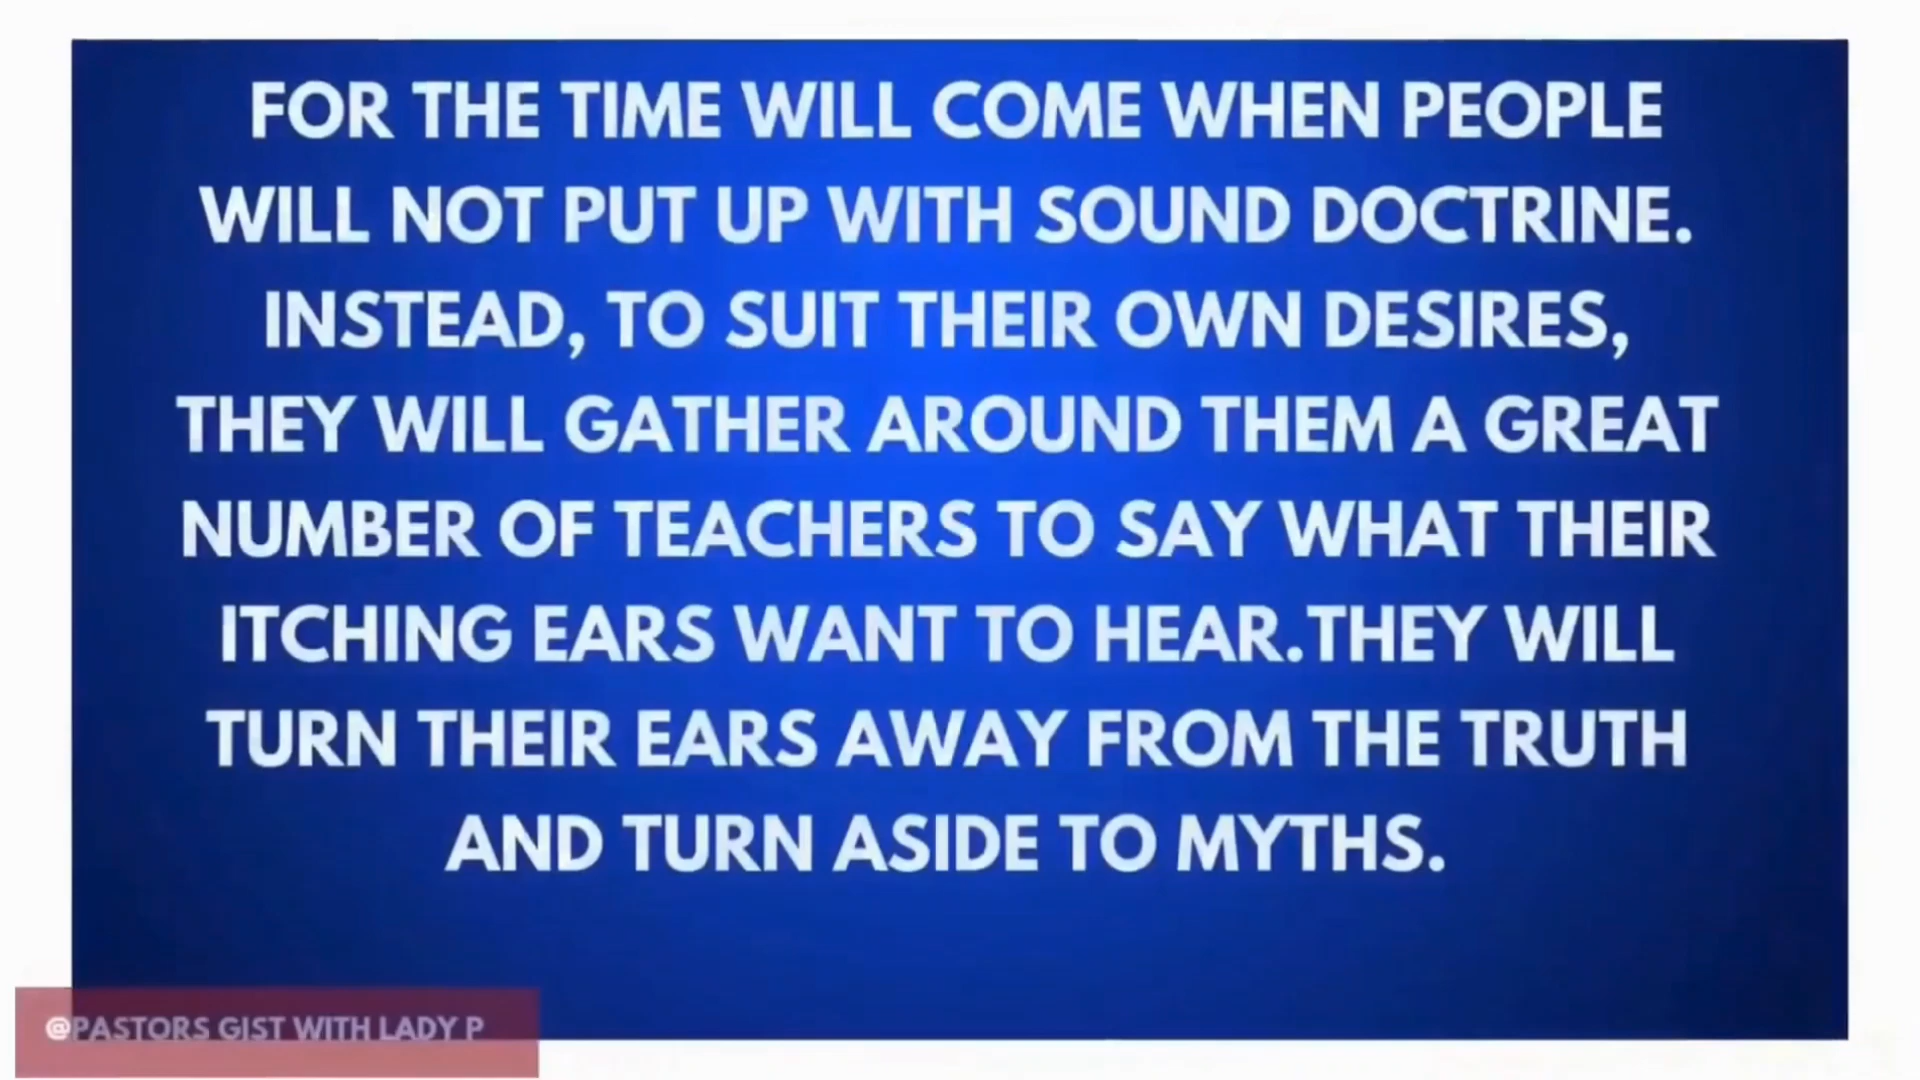 FOR THE TIME WILL COME WHEN PEOPLE
WILL NOT PUT UP WITH SOUND DOCTRINE.
INSTEAD, TO SUIT THEIR OWN DESIRES,
THEY WILL GATHER AROUND THEM A GREAT
NUMBER OF TEACHERS TO SAY WHAT THEIR
ITCHING EARS WANT TO HEAR.THEY WILL
TURN THEIR EARS AWAY FROM THE TRUTH
AND TURN ASIDE TO MYTHS.
@PASTORS GIST WITH LADY P